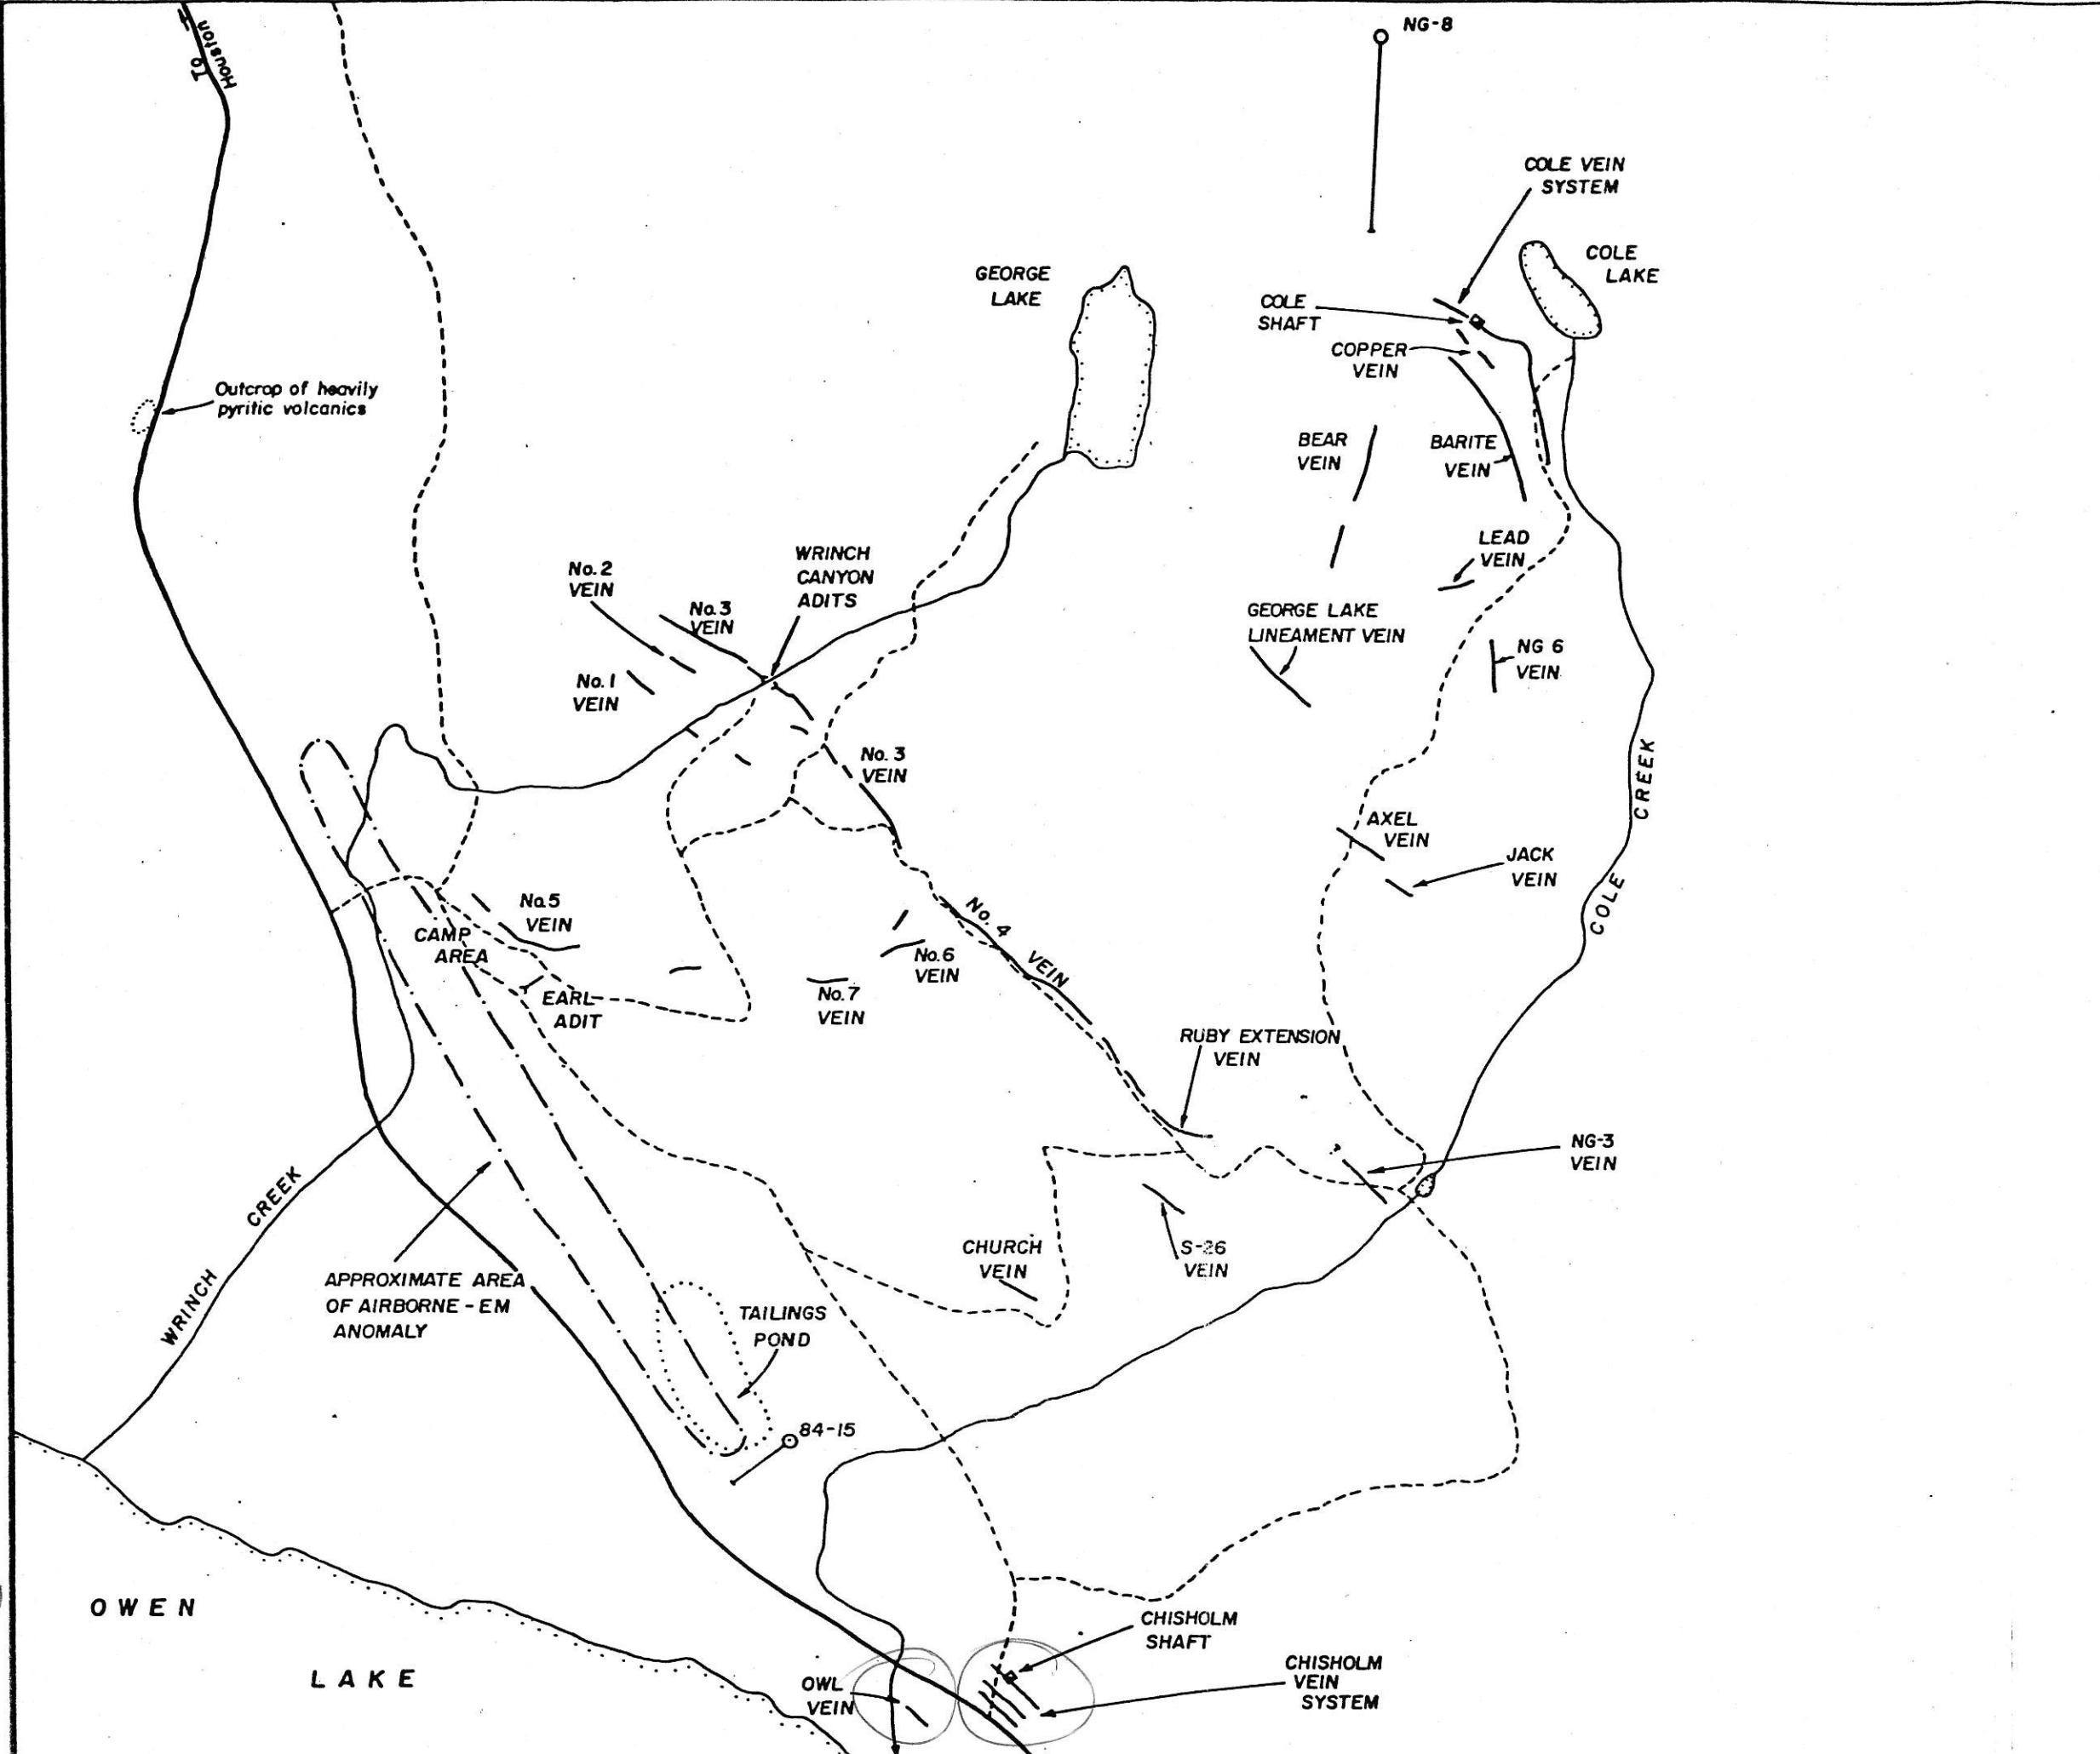 To
Houston
NG-8
COLE VEIN
SYSTEM
COLE
LAKE
GEORGE
LAKE
COLE
SHAFT
COPPER
VEIN
Outcrop of heavily
pyritic volcanics
BEAR
VEIN
BARITE
VEIN
LEAD
VEIN
WRINCH
CANYON
ADITS
No. 2
VEIN
No. 3
VEIN
GEORGE LAKE
LINEAMENT VEIN
NG 6
VEIN
No. 1
VEIN
No. 3
VEIN
COLE CREEK
AXEL
VEIN
JACK
VEIN
No. 5
VEIN
CAMP
AREA
No. 4 VEIN
No. 6
VEIN
No. 7
VEIN
EARL
ADIT
RUBY EXTENSION
VEIN
NG-3
VEIN
?
WRINCH CREEK
CHURCH
VEIN
S-26
VEIN
APPROXIMATE AREA
OF AIRBORNE - EM
ANOMALY
TAILINGS
POND
84-15
OWEN
LAKE
CHISHOLM
SHAFT
CHISHOLM
VEIN
SYSTEM
OWL
VEIN